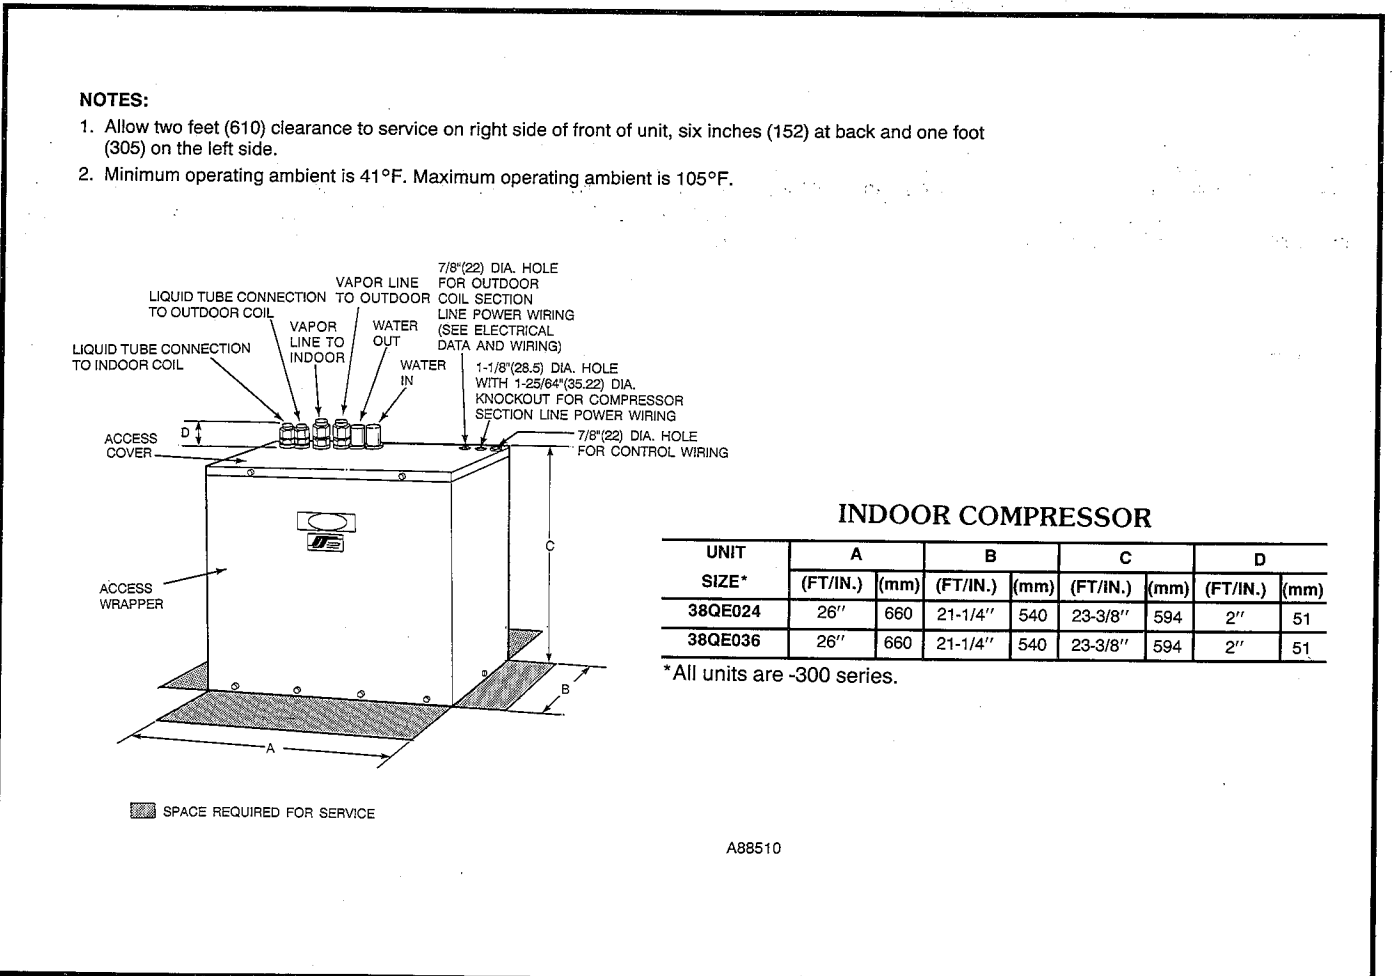 NOTES:
1. Allow two feet (610) clearance to service on right side of front of unit, six inches (152) at back and one foot
(305) on the left side.
2. Minimum operating ambient is 41°F. Maximum operating ambient is 105°F.
7/8"(22) DIA. HOLE
FOR OUTDOOR
COIL SECTION
LINE POWER WIRING
(SEE ELECTRICAL
DATA AND WIRING)
VAPOR LINE
TO OUTDOOR
LIQUID TUBE CONNECTION
TO OUTDOOR COIL
VAPOR
LINE TO
INDOOR
WATER
OUT
LIQUID TUBE CONNECTION
TO INDOOR COIL
WATER
IN
1-1/8"(28.5) DIA. HOLE
WITH 1-25/64"(35.22) DIA.
KNOCKOUT FOR COMPRESSOR
SECTION LINE POWER WIRING
D
ACCESS
COVER
7/8"(22) DIA. HOLE
FOR CONTROL WIRING
C
ACCESS
WRAPPER
B
A
SPACE REQUIRED FOR SERVICE
INDOOR COMPRESSOR
UNIT SIZE* A B C D
(FT/IN.) (mm) (FT/IN.) (mm) (FT/IN.) (mm) (FT/IN.) (mm)
38QE024 26" 660 21-1/4" 540 23-3/8" 594 2" 51
38QE036 26" 660 21-1/4" 540 23-3/8" 594 2" 51
*All units are -300 series.
A88510